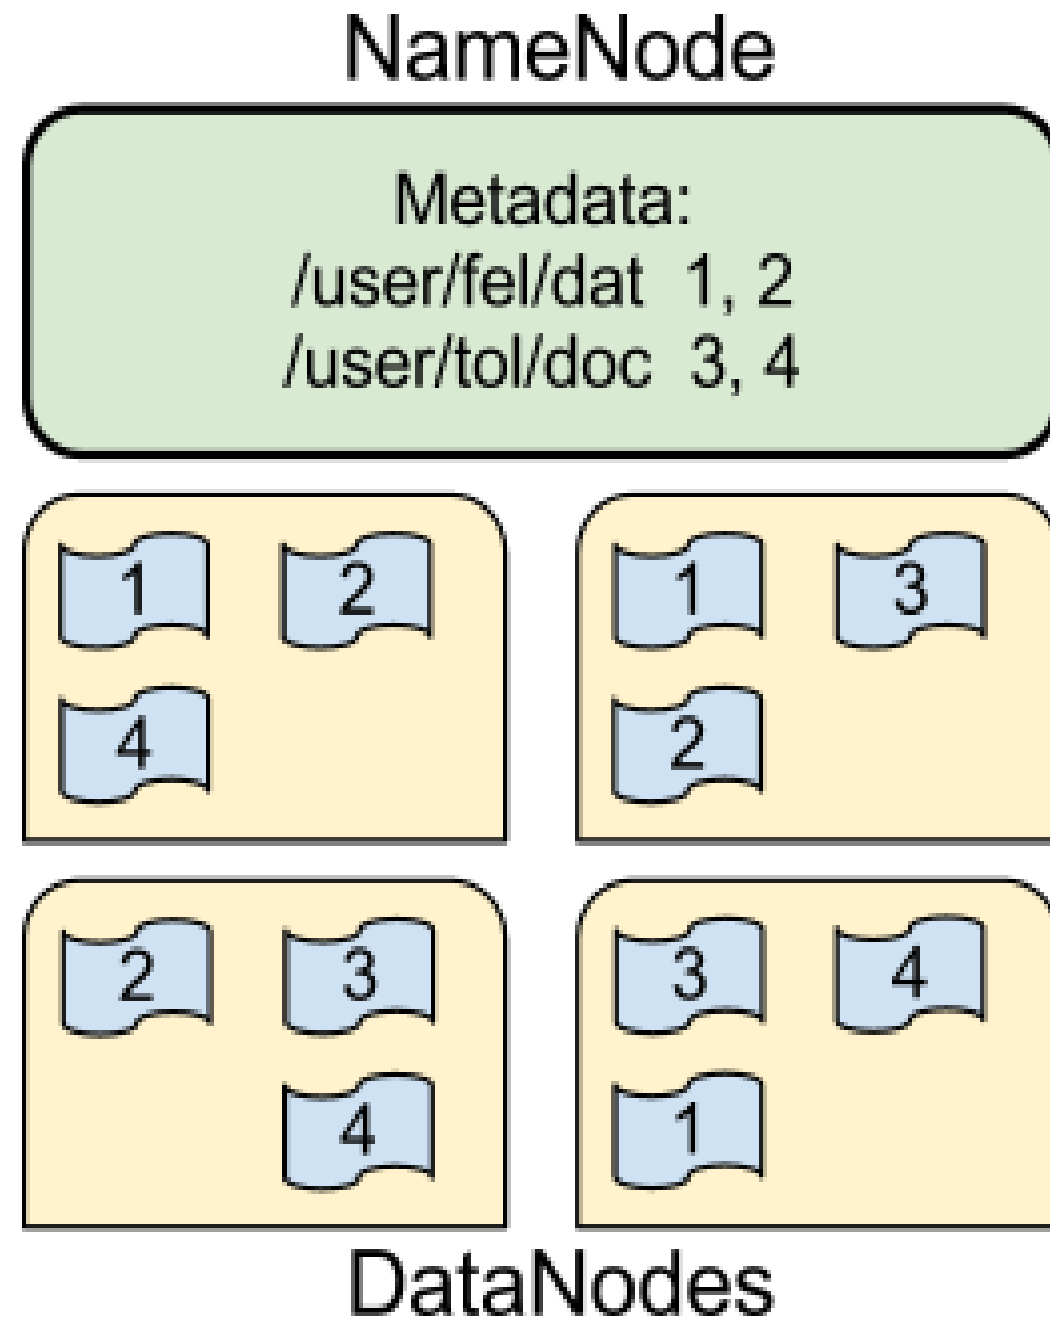 NameNode
Metadata:
/user/fel/dat 1, 2
/user/tol/doc 3, 4
1 2
1 3
4
2
2 3
3 4
4
1
DataNodes